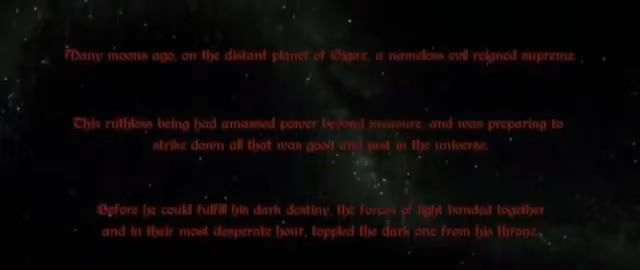 Many moons ago, on the distant planet of Gigax, a nameless evil reigned supreme.
This ruthless being had amassed power beyond measure, and was preparing to
strike down all that was good and just in the universe.
Before he could fulfill his dark destiny, the forces of light banded together
and in their most desperate hour, toppled the dark one from his throne.